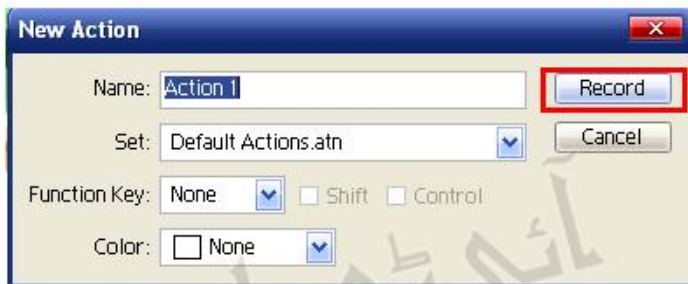 New Action
Name: Action 1 Record
Set: Default Actions.atn Cancel
Function Key: None Shift Control
Color: None